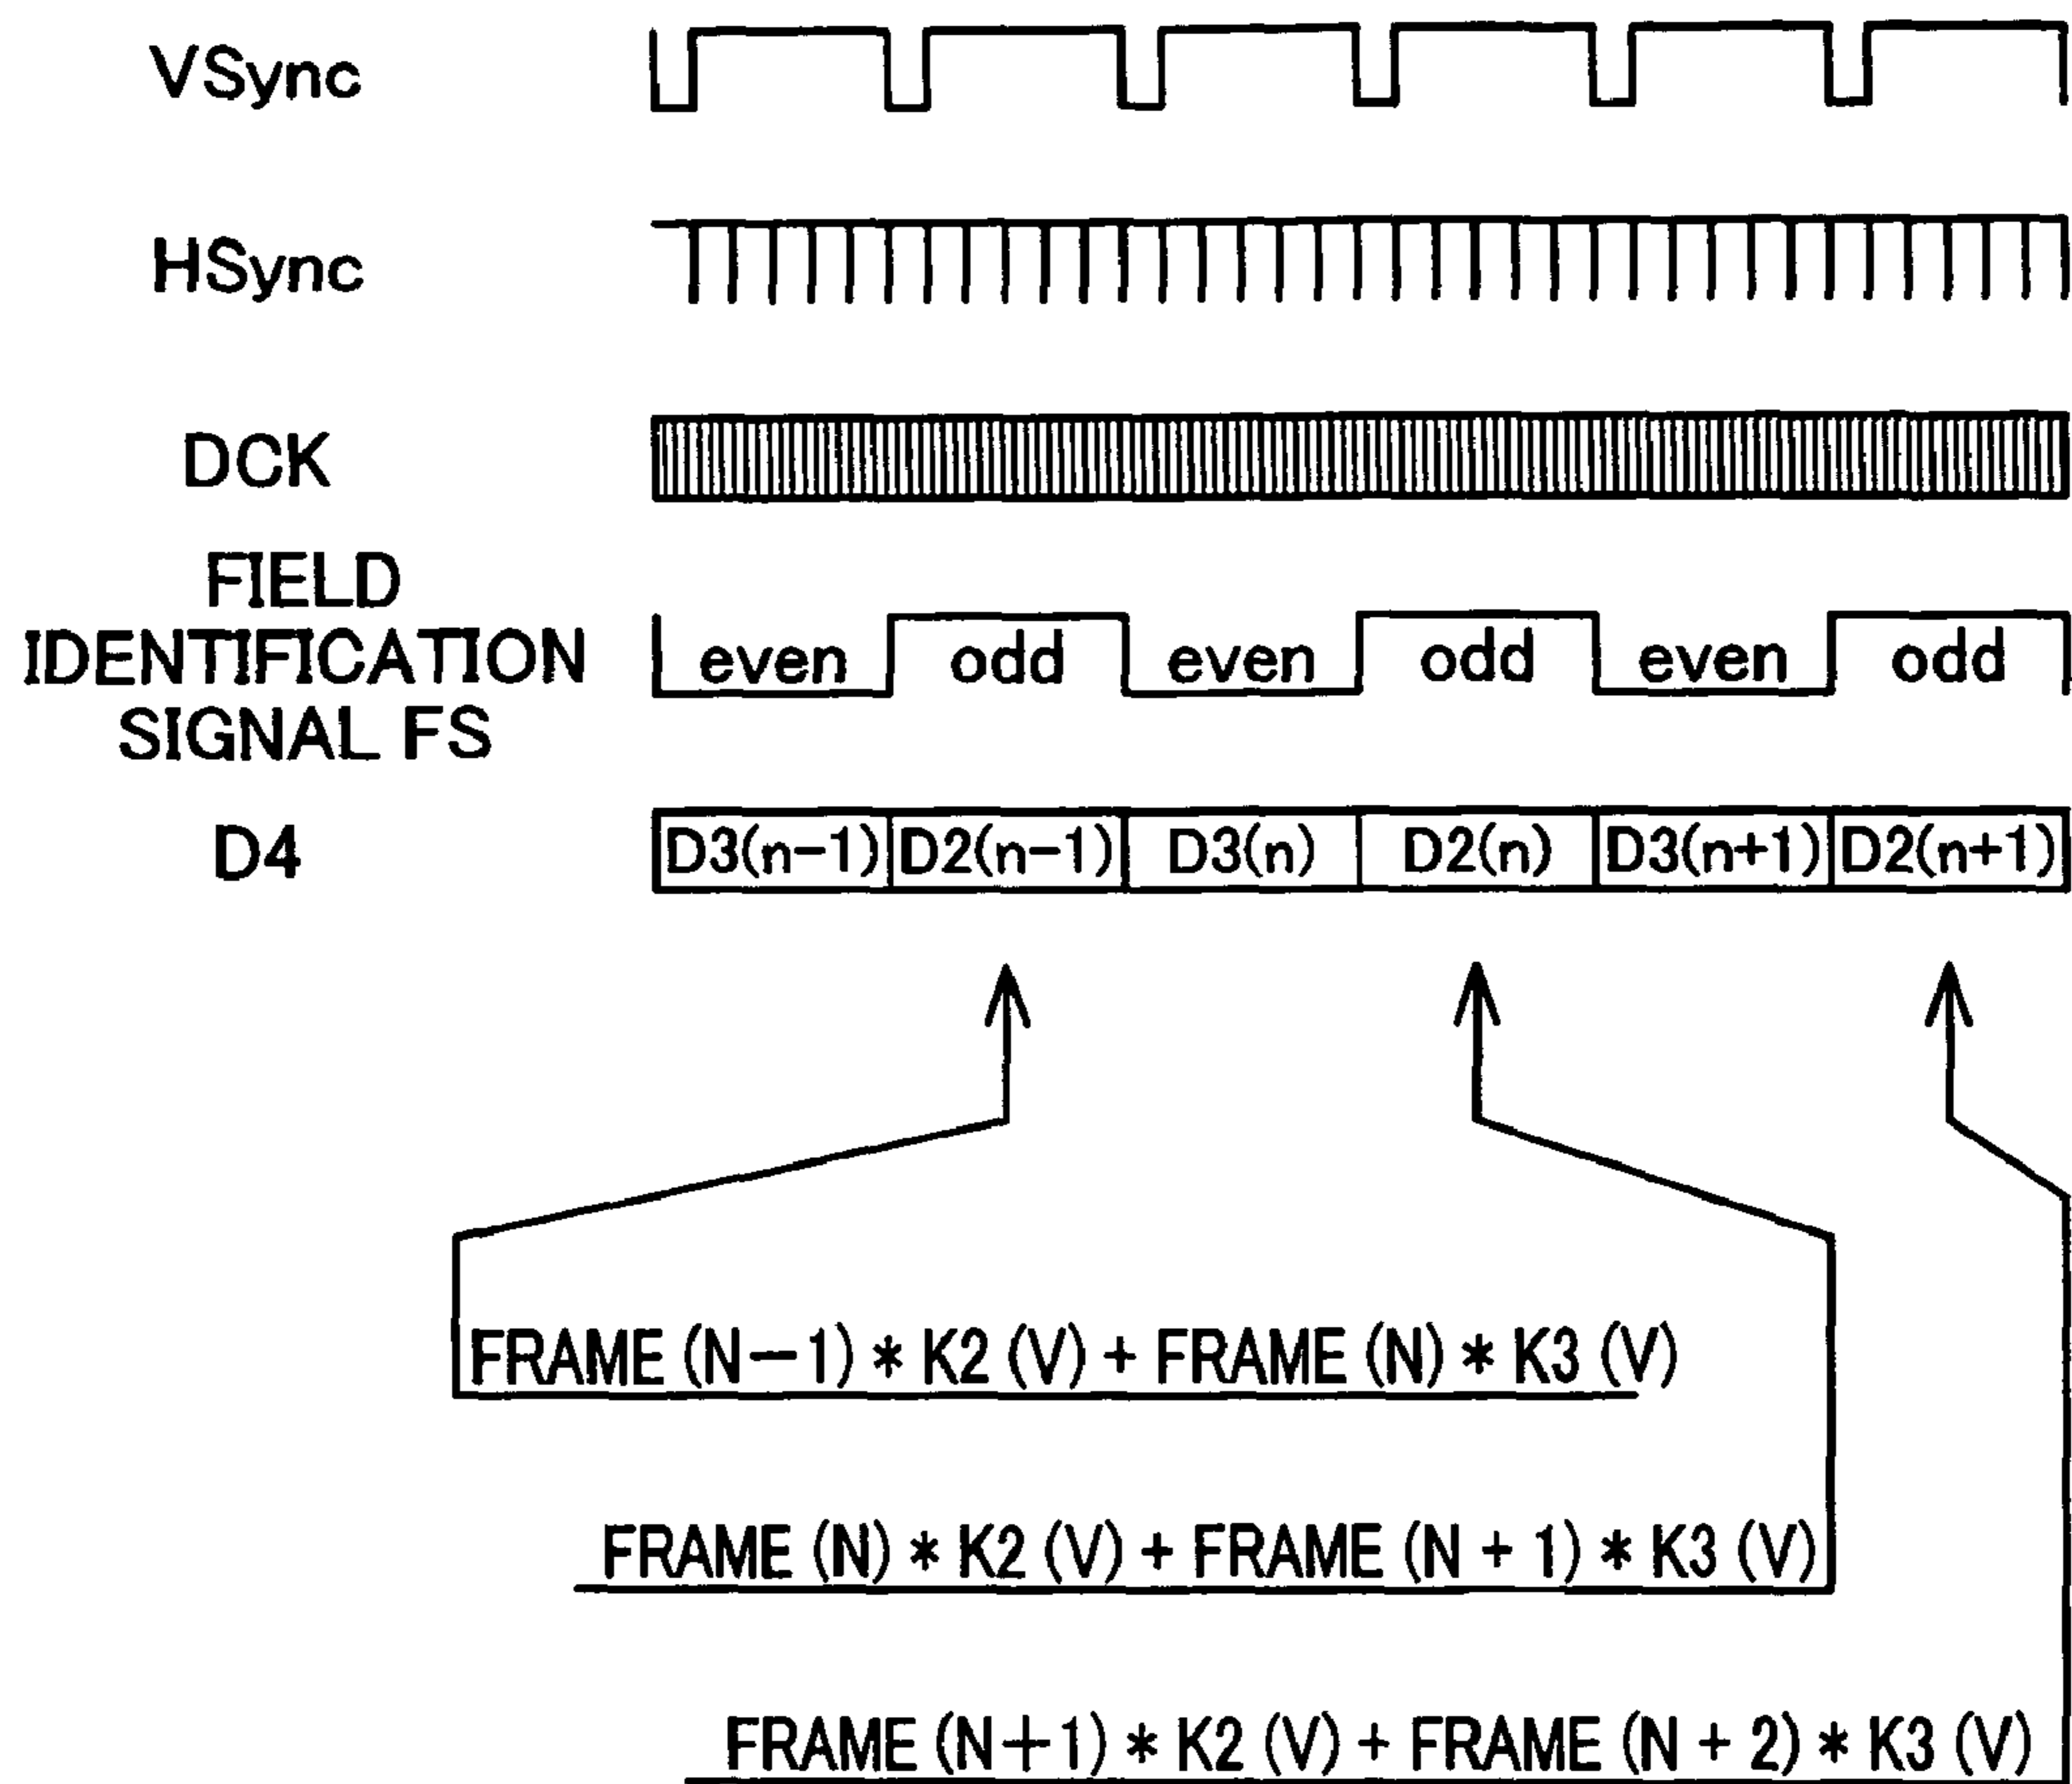 VSync
HSync
DCK
FIELD
IDENTIFICATION
SIGNAL FS
even odd even odd even odd
D4
D3(n−1) D2(n−1) D3(n) D2(n) D3(n+1) D2(n+1)
FRAME (N−1) * K2 (V) + FRAME (N) * K3 (V)
FRAME (N) * K2 (V) + FRAME (N + 1) * K3 (V)
FRAME (N+1) * K2 (V) + FRAME (N + 2) * K3 (V)